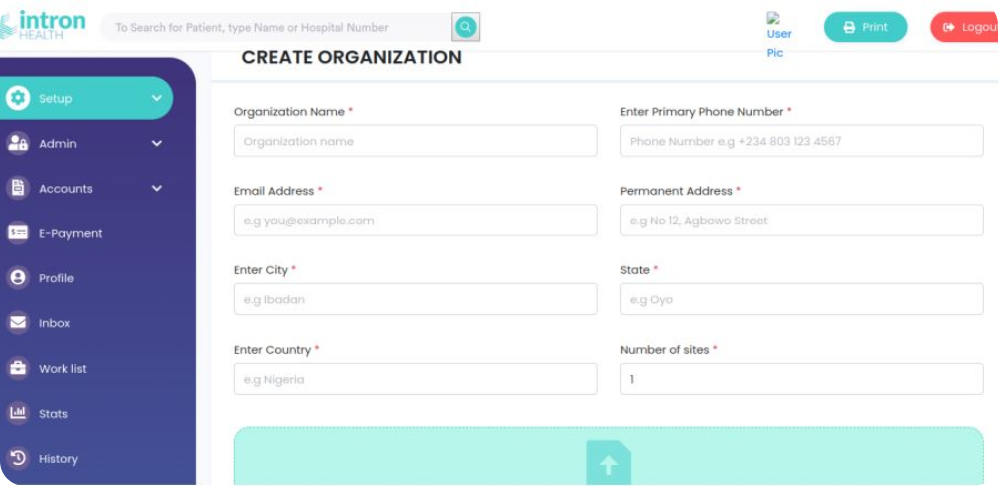 intron
HEALTH
To Search for Patient, type Name or Hospital Number
User
Pic
Print
Logout
CREATE ORGANIZATION
Setup
Admin
Accounts
E-Payment
Profile
Inbox
Work list
Stats
History
Organization Name *
Enter Primary Phone Number *
Organization name
Phone Number e.g +234 803 123 4567
Email Address *
Permanent Address *
e.g you@example.com
e.g No 12, Agbowo Street
Enter City *
State *
e.g Ibadan
e.g Oyo
Enter Country *
Number of sites *
e.g Nigeria
1